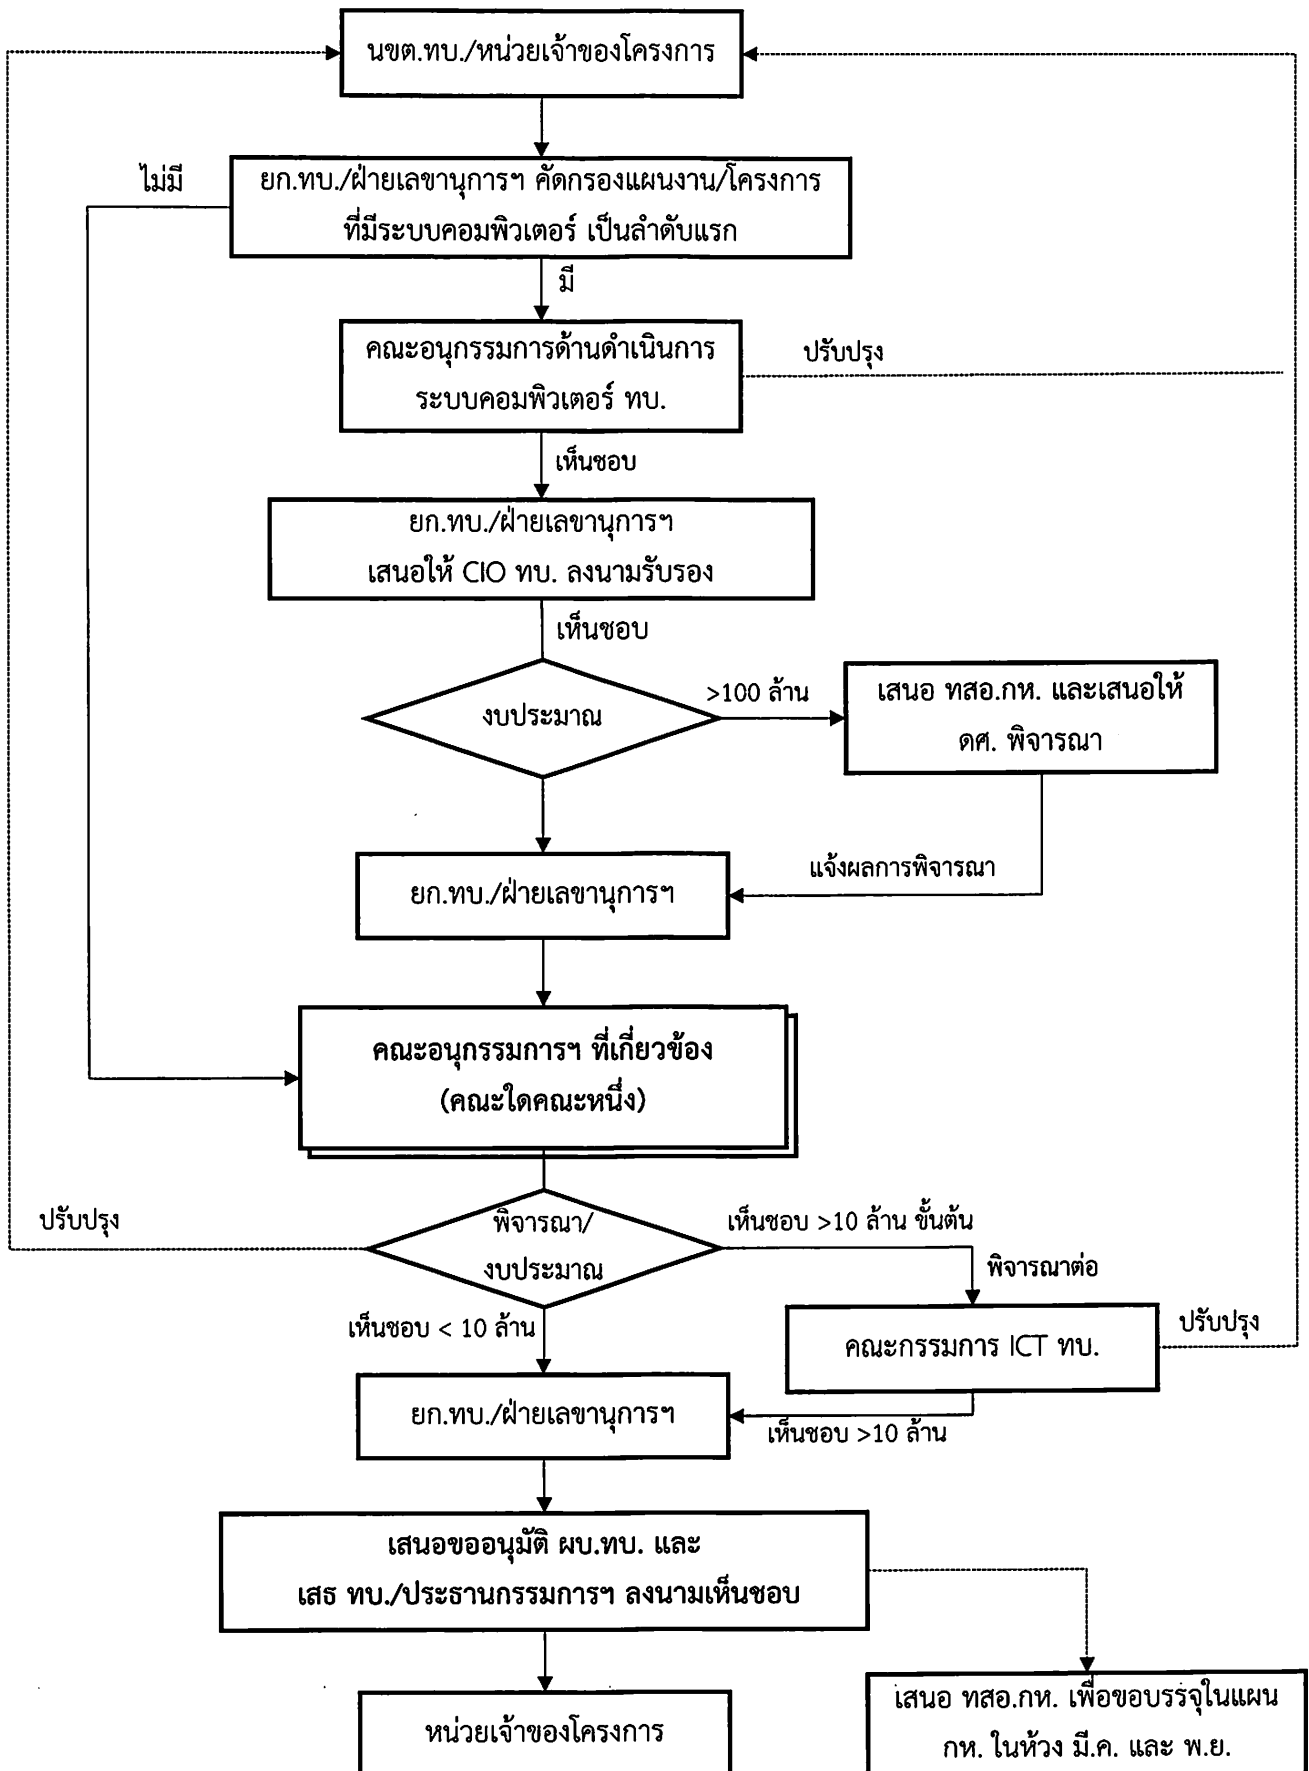 นขต.ทบ./หน่วยเจ้าของโครงการ
ไม่มี
ยก.ทบ./ฝ่ายเลขานุการฯ คัดกรองแผนงาน/โครงการ
ที่มีระบบคอมพิวเตอร์ เป็นลำดับแรก
มี
คณะอนุกรรมการด้านดำเนินการ
ระบบคอมพิวเตอร์ ทบ.
ปรับปรุง
เห็นชอบ
ยก.ทบ./ฝ่ายเลขานุการฯ
เสนอให้ CIO ทบ. ลงนามรับรอง
เห็นชอบ
งบประมาณ
>100 ล้าน
เสนอ ทสอ.กห. และเสนอให้
ดศ. พิจารณา
แจ้งผลการพิจารณา
ยก.ทบ./ฝ่ายเลขานุการฯ
คณะอนุกรรมการฯ ที่เกี่ยวข้อง
(คณะใดคณะหนึ่ง)
ปรับปรุง
พิจารณา/
งบประมาณ
เห็นชอบ >10 ล้าน ขั้นต้น
พิจารณาต่อ
เห็นชอบ < 10 ล้าน
คณะกรรมการ ICT ทบ.
ปรับปรุง
ยก.ทบ./ฝ่ายเลขานุการฯ
เห็นชอบ >10 ล้าน
เสนอขออนุมัติ ผบ.ทบ. และ
เสธ ทบ./ประธานกรรมการฯ ลงนามเห็นชอบ
หน่วยเจ้าของโครงการ
เสนอ ทสอ.กห. เพื่อขอบรรจุในแผน
กห. ในห้วง มี.ค. และ พ.ย.